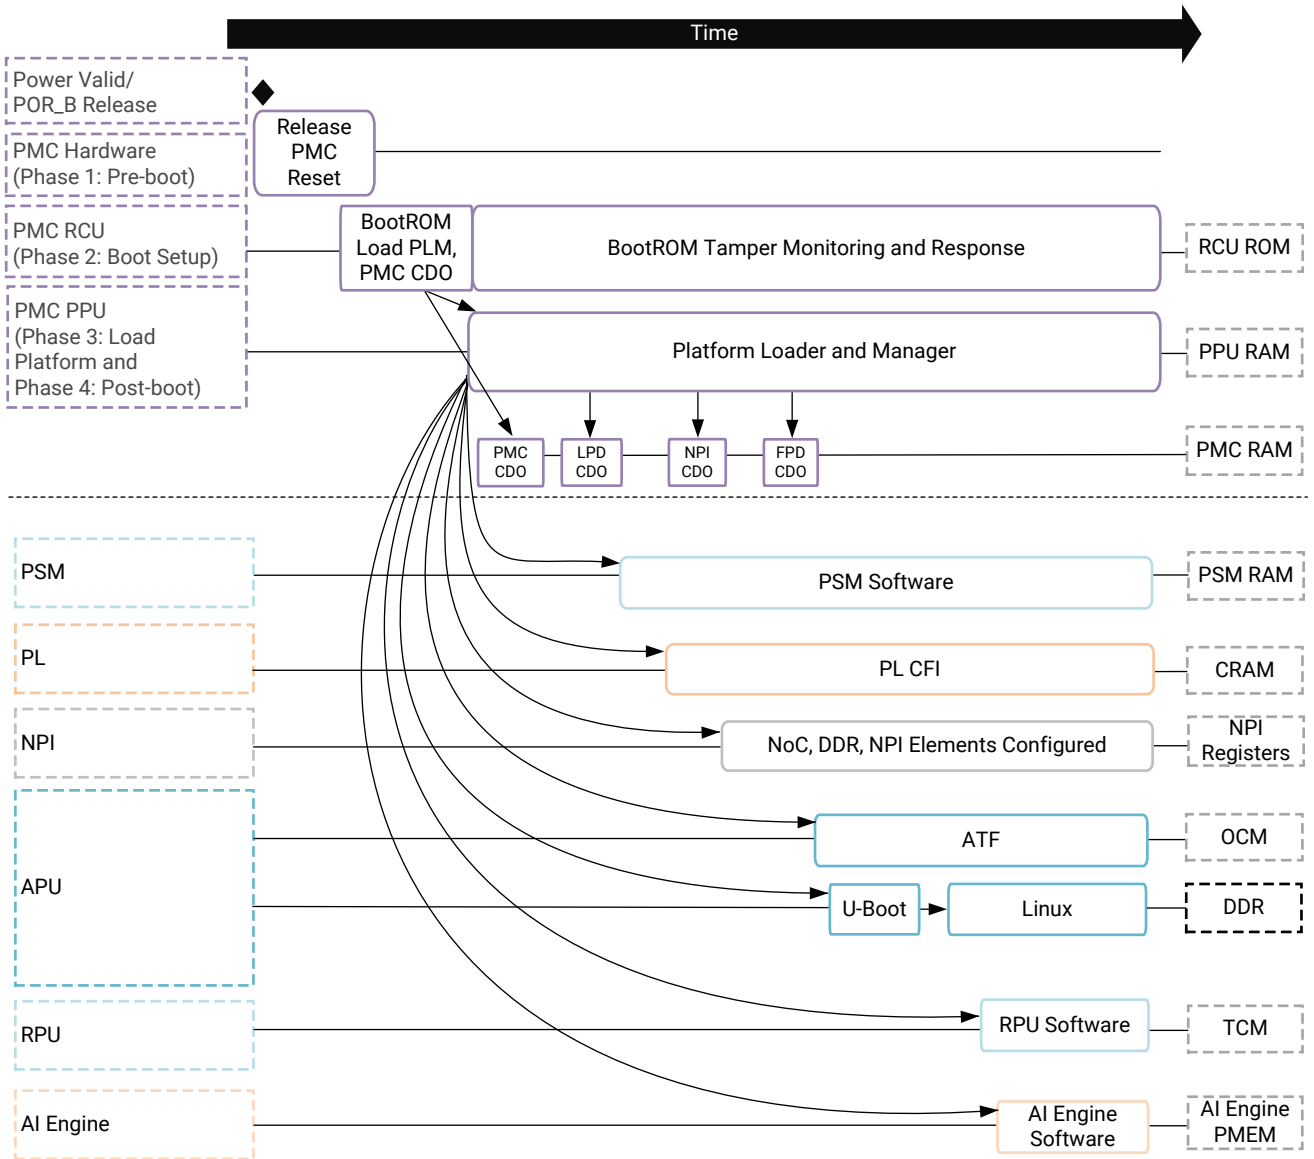 Time
Power Valid/
POR_B Release
PMC Hardware
(Phase 1: Pre-boot)
Release
PMC
Reset
PMC RCU
(Phase 2: Boot Setup)
BootROM
Load PLM,
PMC CDO
BootROM Tamper Monitoring and Response
RCU ROM
PMC PPU
(Phase 3: Load
Platform and
Phase 4: Post-boot)
Platform Loader and Manager
PPU RAM
PMC
CDO
LPD
CDO
NPI
CDO
FPD
CDO
PMC RAM
PSM
PSM Software
PSM RAM
PL
PL CFI
CRAM
NPI
NoC, DDR, NPI Elements Configured
NPI
Registers
APU
ATF
OCM
U-Boot
Linux
DDR
RPU
RPU Software
TCM
AI Engine
AI Engine
Software
AI Engine
PMEM